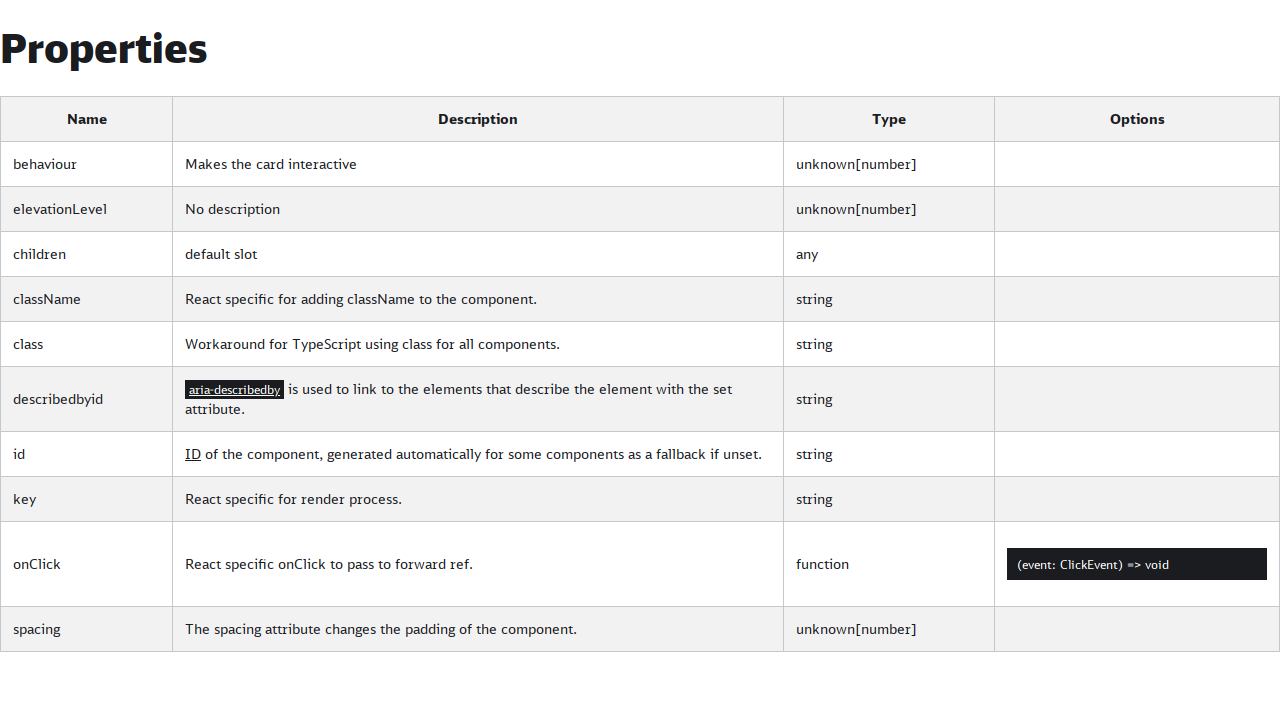 Properties
Name Description Type Options
behaviour Makes the card interactive unknown[number]
elevationLevel No description unknown[number]
children default slot any
className React specific for adding className to the component. string
class Workaround for TypeScript using class for all components. string
describedbyid aria-describedby is used to link to the elements that describe the element with the set attribute. string
id ID of the component, generated automatically for some components as a fallback if unset. string
key React specific for render process. string
onClick React specific onClick to pass to forward ref. function (event: ClickEvent) => void
spacing The spacing attribute changes the padding of the component. unknown[number]